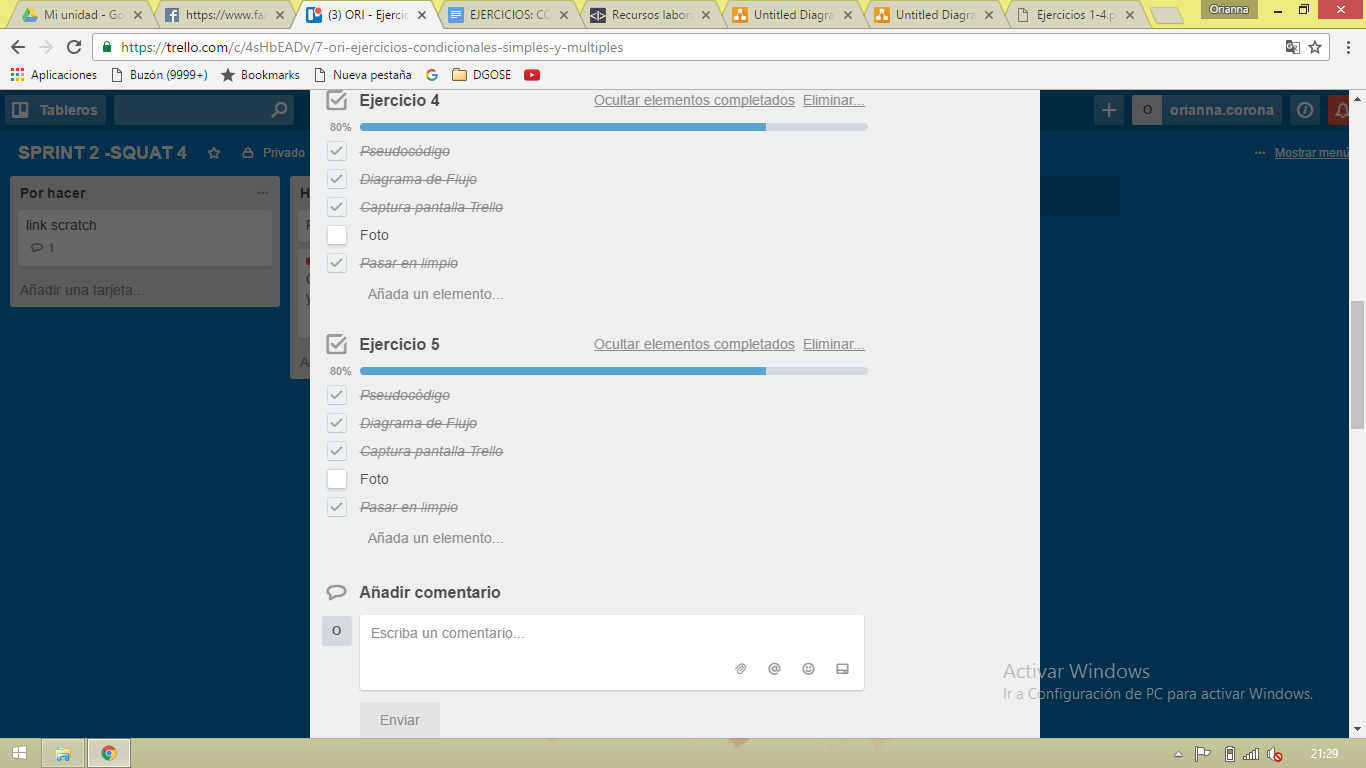 Mi unidad - Go
https://www.fa
(3) ORI - Ejercic
EJERCICIOS: CO
Recursos labor
Untitled Diagra
Untitled Diagra
Ejercicios 1-4.p
Orianna
https://trello.com/c/4sHbEADv/7-ori-ejercicios-condicionales-simples-y-multiples
Aplicaciones
Buzón (9999+)
Bookmarks
Nueva pestaña
G
DGOSE
Tableros
O
orianna.corona
SPRINT 2 -SQUAT 4
Privado
Mostrar menú
Por hacer
link scratch
1
Añadir una tarjeta...
Ejercicio 4
Ocultar elementos completados
Eliminar...
80%
Pseudocódigo
Diagrama de Flujo
Captura pantalla Trello
Foto
Pasar en limpio
Añada un elemento...
Ejercicio 5
Ocultar elementos completados
Eliminar...
80%
Pseudocódigo
Diagrama de Flujo
Captura pantalla Trello
Foto
Pasar en limpio
Añada un elemento...
Añadir comentario
O
Escriba un comentario...
Enviar
Activar Windows
Ir a Configuración de PC para activar Windows.
21:29